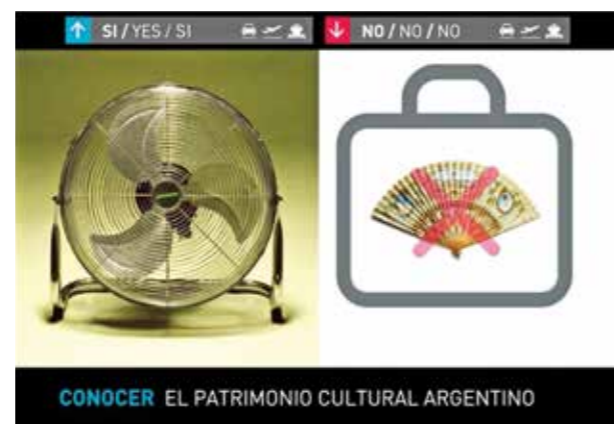 SI / YES / SI
NO / NO / NO
CONOCER EL PATRIMONIO CULTURAL ARGENTINO